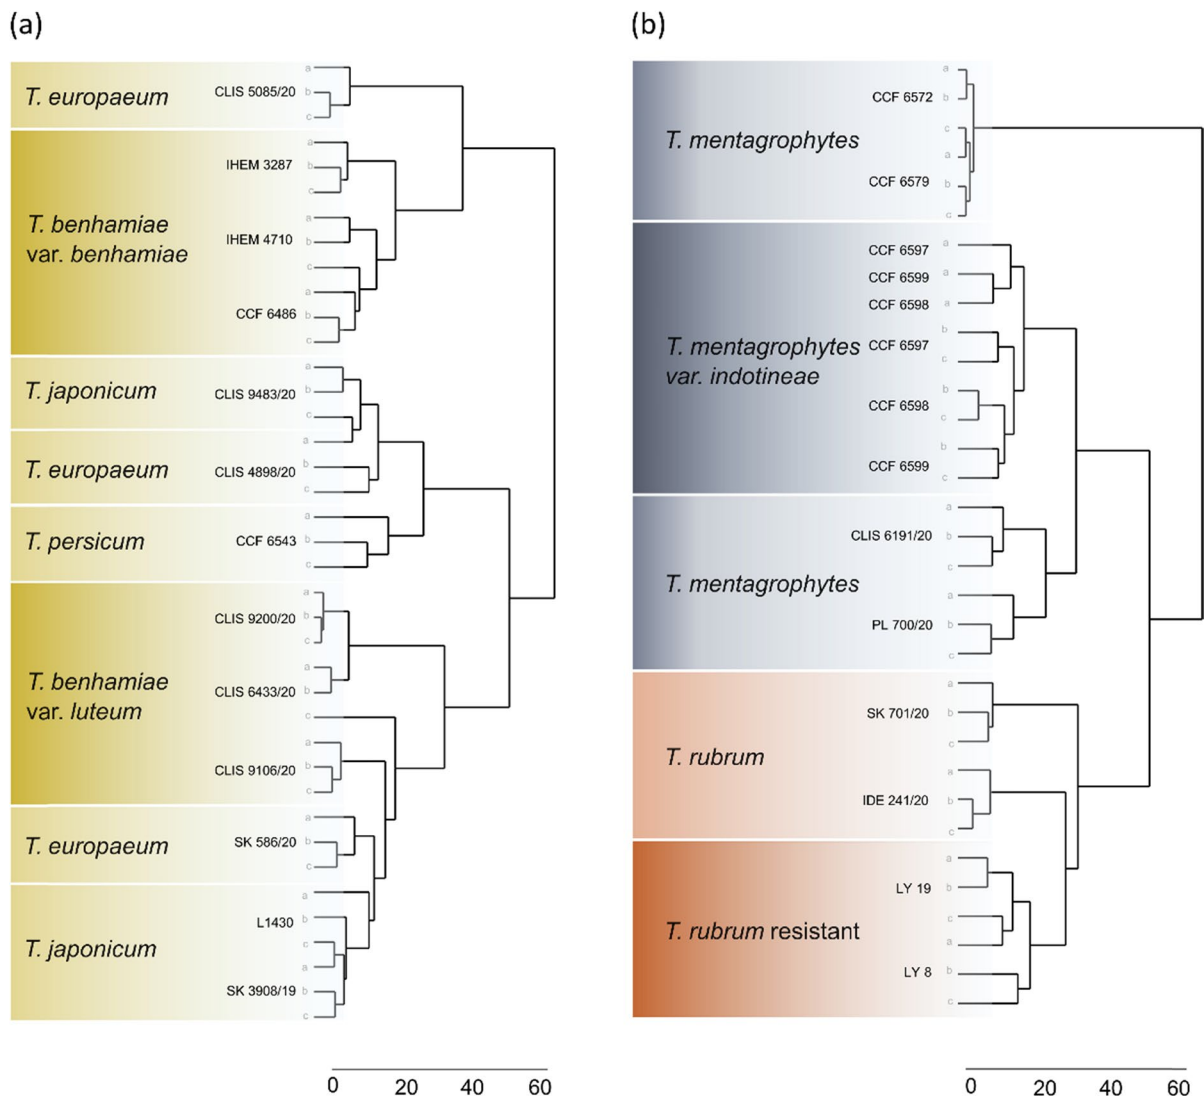 (a)
T. europaeum
CLIS 5085/20
a
b
c
T. benhamiae
var. benhamiae
IHEM 3287
a
b
c
IHEM 4710
a
b
c
CCF 6486
a
b
c
T. japonicum
CLIS 9483/20
a
b
c
T. europaeum
CLIS 4898/20
a
b
c
T. persicum
CCF 6543
a
b
c
T. benhamiae
var. luteum
CLIS 9200/20
a
b
c
CLIS 6433/20
a
b
c
CLIS 9106/20
a
b
c
T. europaeum
SK 586/20
a
b
c
T. japonicum
L1430
a
b
c
SK 3908/19
a
b
c
0 20 40 60
(b)
T. mentagrophytes
CCF 6572
a
b
c
CCF 6579
a
b
c
T. mentagrophytes
var. indotineae
CCF 6597
a
CCF 6599
a
CCF 6598
a
CCF 6597
b
c
CCF 6598
b
c
CCF 6599
b
c
T. mentagrophytes
CLIS 6191/20
a
b
c
PL 700/20
a
b
c
T. rubrum
SK 701/20
a
b
c
IDE 241/20
a
b
c
T. rubrum resistant
LY 19
a
b
c
LY 8
a
b
c
0 20 40 60